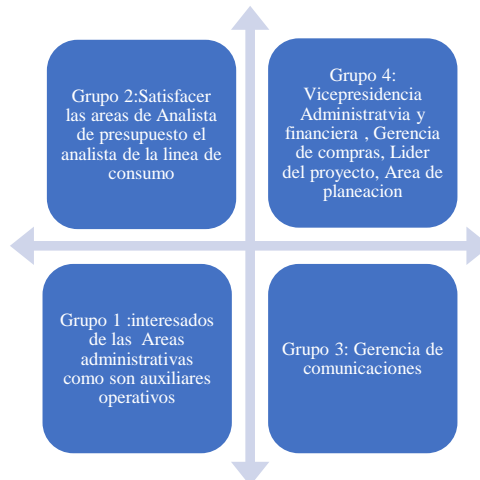 Grupo 2:Satisfacer
las areas de Analista
de presupuesto el
analista de la linea de
consumo
Grupo 4:
Vicepresidencia
Administratvia y
financiera , Gerencia
de compras, Lider
del proyecto, Area de
planeacion
Grupo 1 :interesados
de las  Areas
administrativas
como son auxiliares
operativos
Grupo 3: Gerencia de
comunicaciones